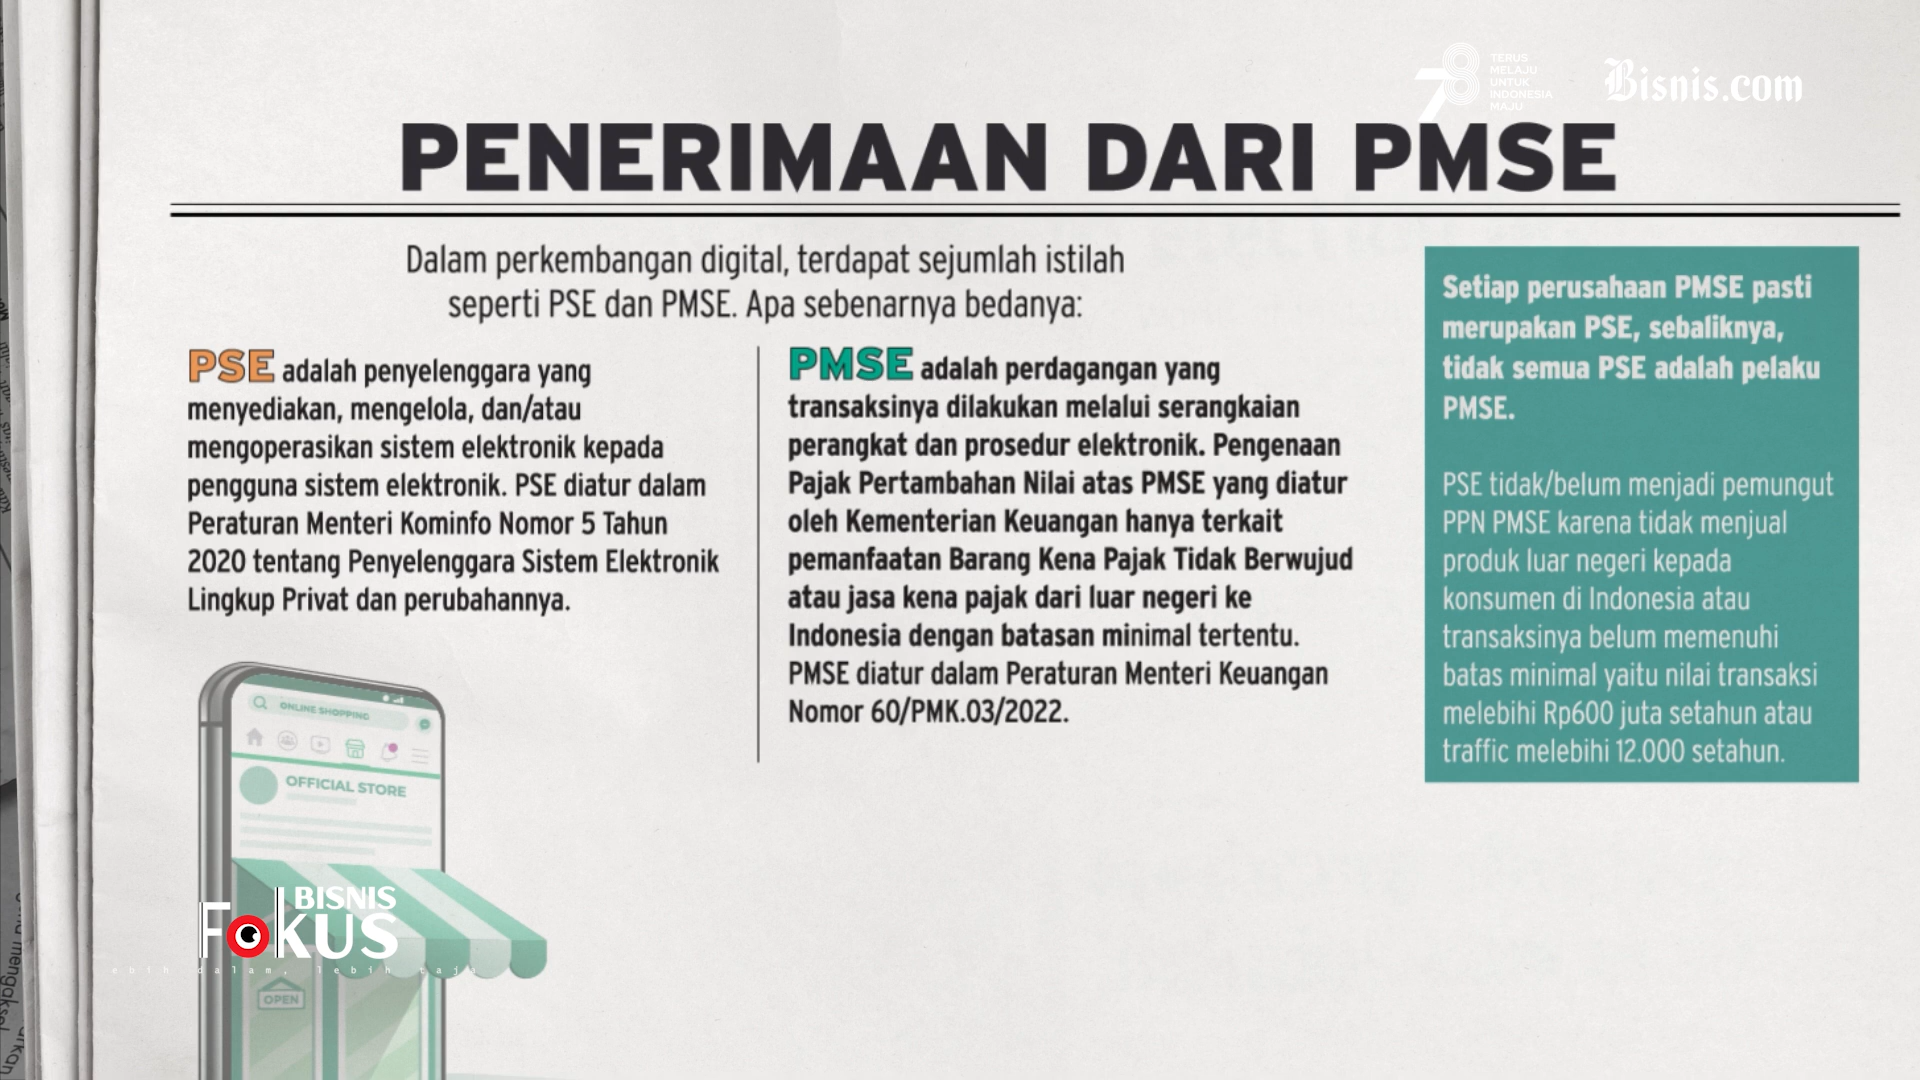 TERUS
MELAJU
UNTUK
INDONESIA
MAJU
78
Bisnis.com
PENERIMAAN DARI PMSE
Dalam perkembangan digital, terdapat sejumlah istilah
seperti PSE dan PMSE. Apa sebenarnya bedanya:
PSE adalah penyelenggara yang
menyediakan, mengelola, dan/atau
mengoperasikan sistem elektronik kepada
pengguna sistem elektronik. PSE diatur dalam
Peraturan Menteri Kominfo Nomor 5 Tahun
2020 tentang Penyelenggara Sistem Elektronik
Lingkup Privat dan perubahannya.
PMSE adalah perdagangan yang
transaksinya dilakukan melalui serangkaian
perangkat dan prosedur elektronik. Pengenaan
Pajak Pertambahan Nilai atas PMSE yang diatur
oleh Kementerian Keuangan hanya terkait
pemanfaatan Barang Kena Pajak Tidak Berwujud
atau jasa kena pajak dari luar negeri ke
Indonesia dengan batasan minimal tertentu.
PMSE diatur dalam Peraturan Menteri Keuangan
Nomor 60/PMK.03/2022.
Setiap perusahaan PMSE pasti
merupakan PSE, sebaliknya,
tidak semua PSE adalah pelaku
PMSE.
PSE tidak/belum menjadi pemungut
PPN PMSE karena tidak menjual
produk luar negeri kepada
konsumen di Indonesia atau
transaksinya belum memenuhi
batas minimal yaitu nilai transaksi
melebihi Rp600 juta setahun atau
traffic melebihi 12.000 setahun.
ONLINE SHOPPING
OFFICIAL STORE
BISNIS
FOKUS
dalam, lebih
OPEN